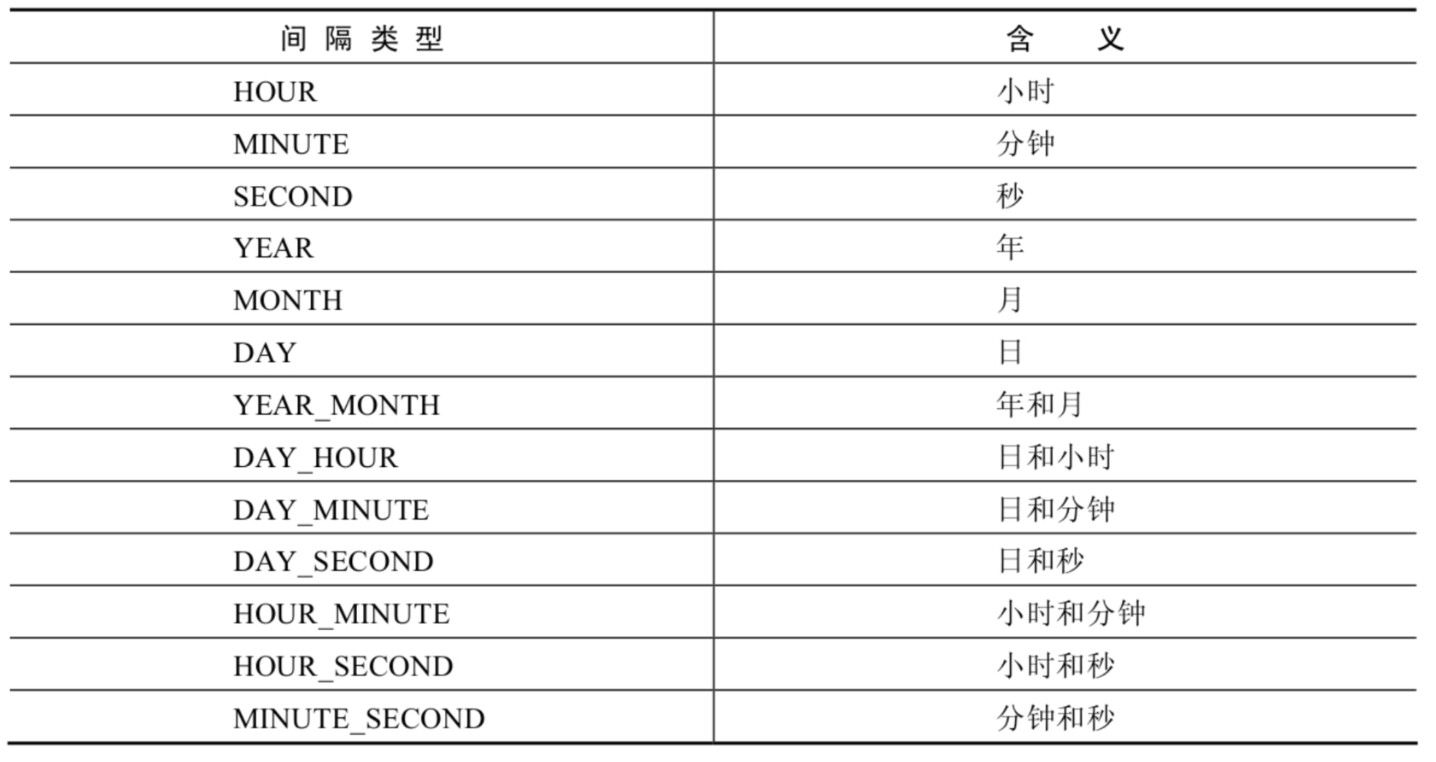 间隔类型 含 义
HOUR 小时
MINUTE 分钟
SECOND 秒
YEAR 年
MONTH 月
DAY 日
YEAR_MONTH 年和月
DAY_HOUR 日和小时
DAY_MINUTE 日和分钟
DAY_SECOND 日和秒
HOUR_MINUTE 小时和分钟
HOUR_SECOND 小时和秒
MINUTE_SECOND 分钟和秒